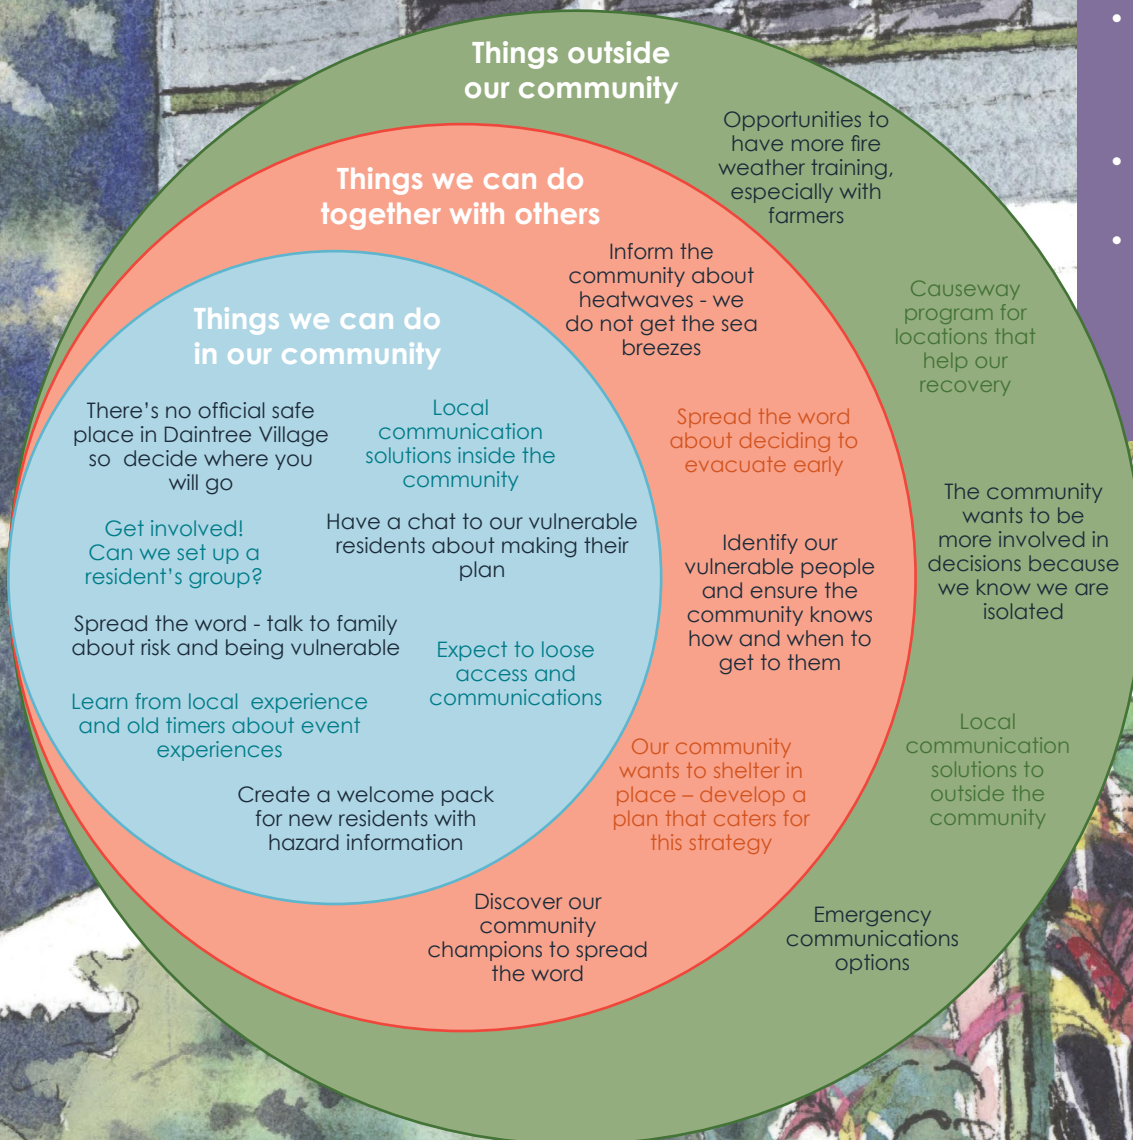 Things outside
our community
Opportunities to
have more fire
weather training,
especially with
farmers
Causeway
program for
locations that
help our
recovery
The community
wants to be
more involved in
decisions because
we know we are
isolated
Local
communication
solutions to
outside the
community
Emergency
communications
options
Things we can do
together with others
Inform the
community about
heatwaves - we
do not get the sea
breezes
Spread the word
about deciding to
evacuate early
Identify our
vulnerable people
and ensure the
community knows
how and when to
get to them
Our community
wants to shelter in
place – develop a
plan that caters for
this strategy
Discover our
community
champions to spread
the word
Things we can do
in our community
There's no official safe
place in Daintree Village
so decide where you
will go
Local
communication
solutions inside the
community
Get involved!
Can we set up a
resident's group?
Have a chat to our vulnerable
residents about making their
plan
Spread the word - talk to family
about risk and being vulnerable
Expect to loose
access and
communications
Learn from local experience
and old timers about event
experiences
Create a welcome pack
for new residents with
hazard information